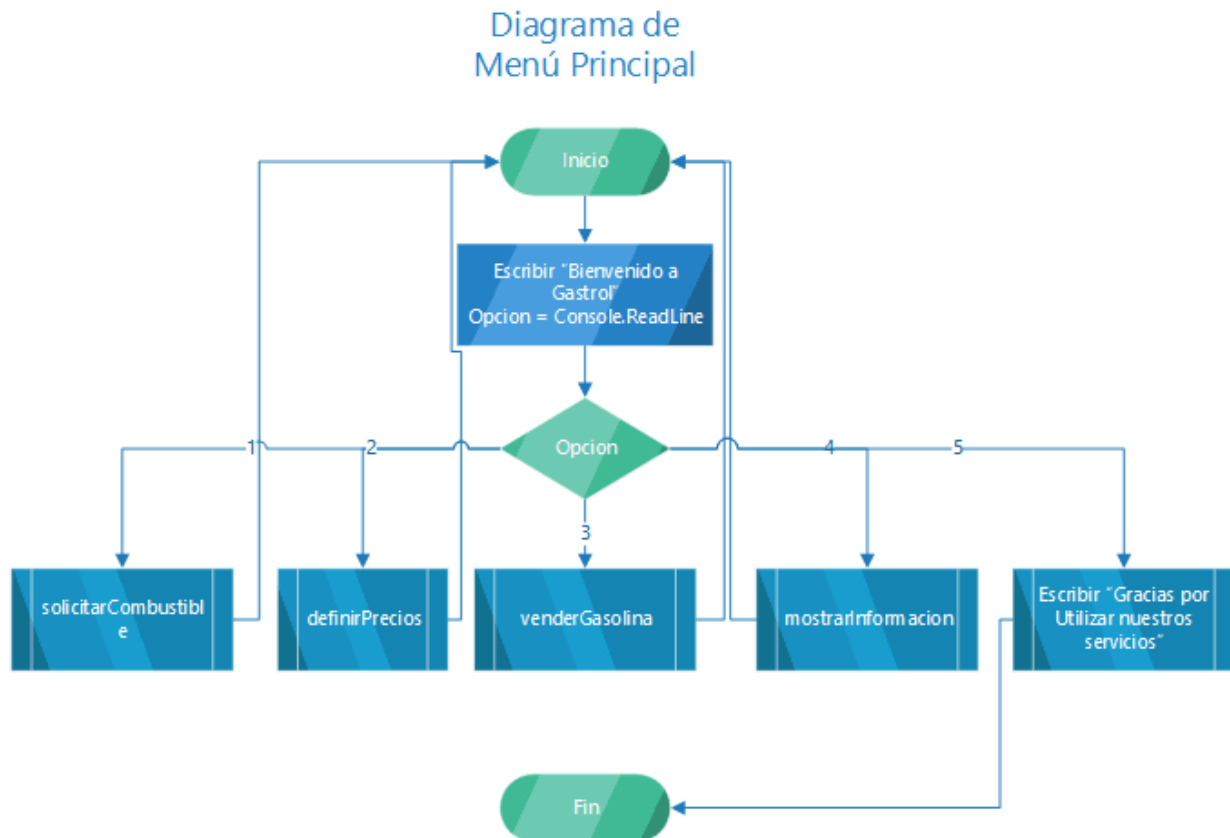 Diagrama de
Menú Principal
Inicio
Escribir "Bienvenido a
Gastrol"
Opcion = Console.ReadLine
Opcion
1
2
3
4
5
solicitarCombustibl
e
definirPrecios
venderGasolina
mostrarInformacion
Escribir "Gracias por
Utilizar nuestros
servicios"
Fin